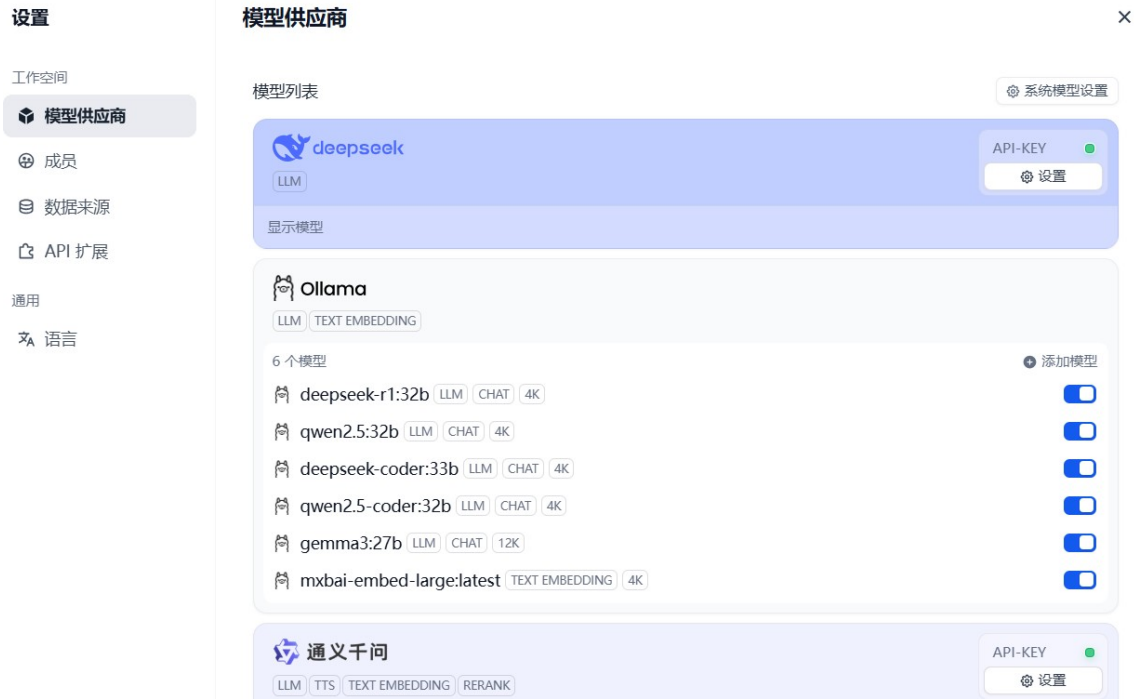 设置
工作空间
模型供应商
成员
数据来源
API 扩展
通用
语言
模型供应商
模型列表
系统模型设置
deepseek
API-KEY
LLM
设置
显示模型
Ollama
LLM TEXT EMBEDDING
6 个模型
添加模型
deepseek-r1:32b LLM CHAT 4K
qwen2.5:32b LLM CHAT 4K
deepseek-coder:33b LLM CHAT 4K
qwen2.5-coder:32b LLM CHAT 4K
gemma3:27b LLM CHAT 12K
mxbai-embed-large:latest TEXT EMBEDDING 4K
通义千问
API-KEY
LLM TTS TEXT EMBEDDING RERANK
设置